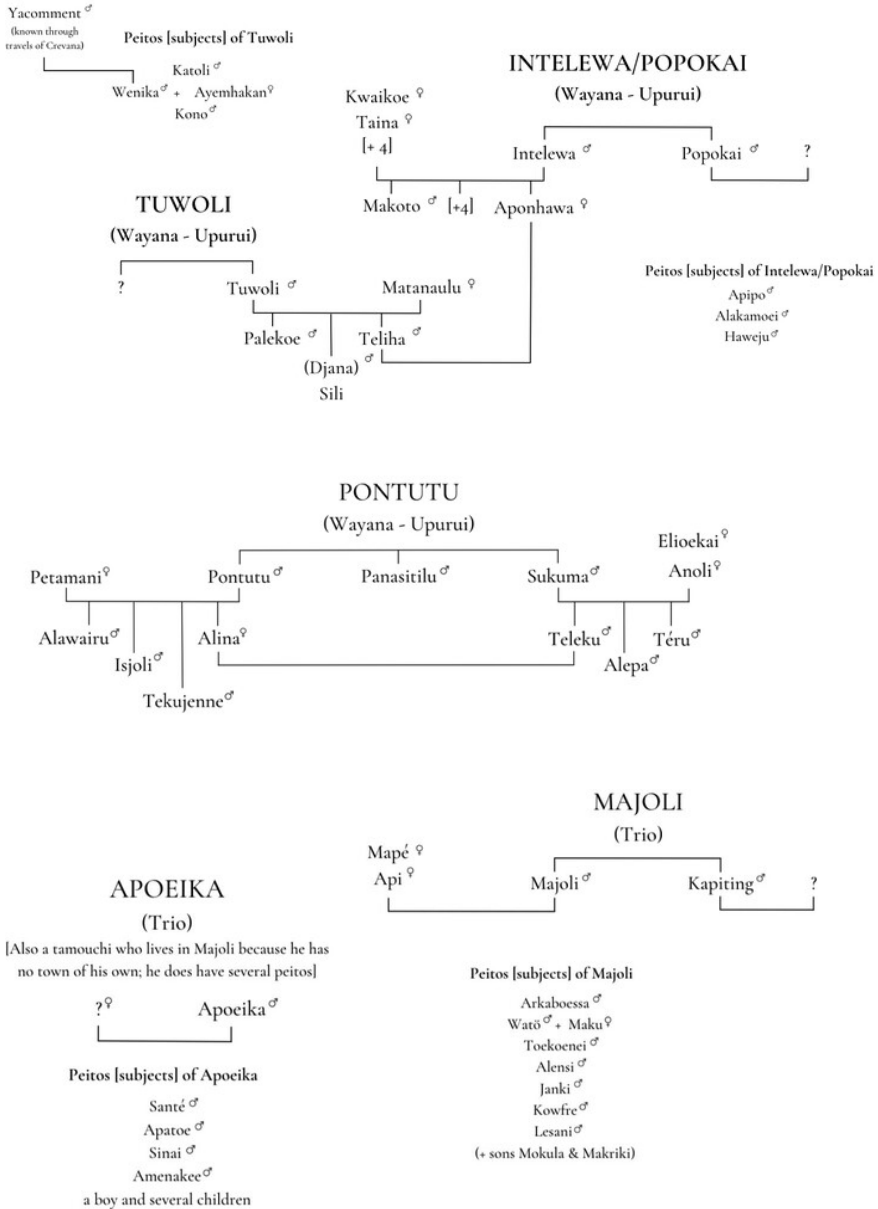 Yacomment ♂
(known through
travels of Crevana)
Peitos [subjects] of Tuwoli
Katoli ♂
Wenika ♂ + Ayemhakan ♀
Kono ♂
INTELEWA/POPOKAI
(Wayana - Upurui)
Kwaikoe ♀
Taina ♀
[+ 4]
Intelewa ♂ Popokai ♂ ?
Makoto ♂ [+4] Aponhawa ♀
Peitos [subjects] of Intelewa/Popokai
Apipo ♂
Alakamoei ♂
Haweju ♂
TUWOLI
(Wayana - Upurui)
? Tuwoli ♂ Matanaulu ♀
Palekoe ♂ Teliha ♂
(Djana) ♂
Sili
PONTUTU
(Wayana - Upurui)
Elioekai ♀
Petamani ♀ Pontutu ♂ Panasitilu ♂ Sukuma ♂ Anoli ♀
Alawairu ♂ Alina ♀ Teleku ♂ Téru ♂
Isjoli ♂ Alepa ♂
Tekujenne ♂
MAJOLI
(Trio)
Mapé ♀
Api ♀ Majoli ♂ Kapiting ♂ ?
Peitos [subjects] of Majoli
Arkaboessa ♂
Watö ♂ + Maku ♀
Toekoenei ♂
Alensi ♂
Janki ♂
Kowfre ♂
Lesani ♂
(+ sons Mokula & Makriki)
APOEIKA
(Trio)
[Also a tamouchi who lives in Majoli because he has
no town of his own; he does have several peitos]
? ♀ Apoeika ♂
Peitos [subjects] of Apoeika
Santé ♂
Apatoe ♂
Sinai ♂
Amenakee ♂
a boy and several children